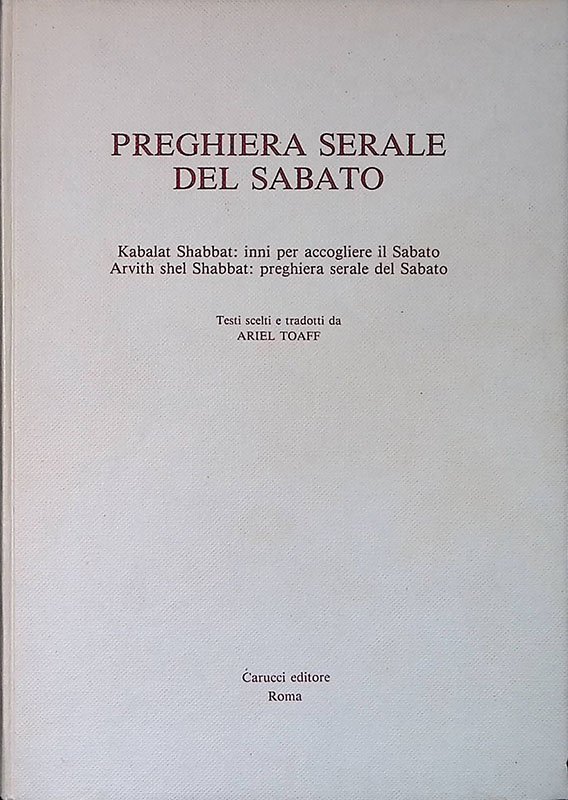 PREGHIERA SERALE
DEL SABATO
Kabalat Shabbat: inni per accogliere il Sabato
Arvith shel Shabbat: preghiera serale del Sabato
Testi scelti e tradotti da
ARIEL TOAFF
Carucci editore
Roma